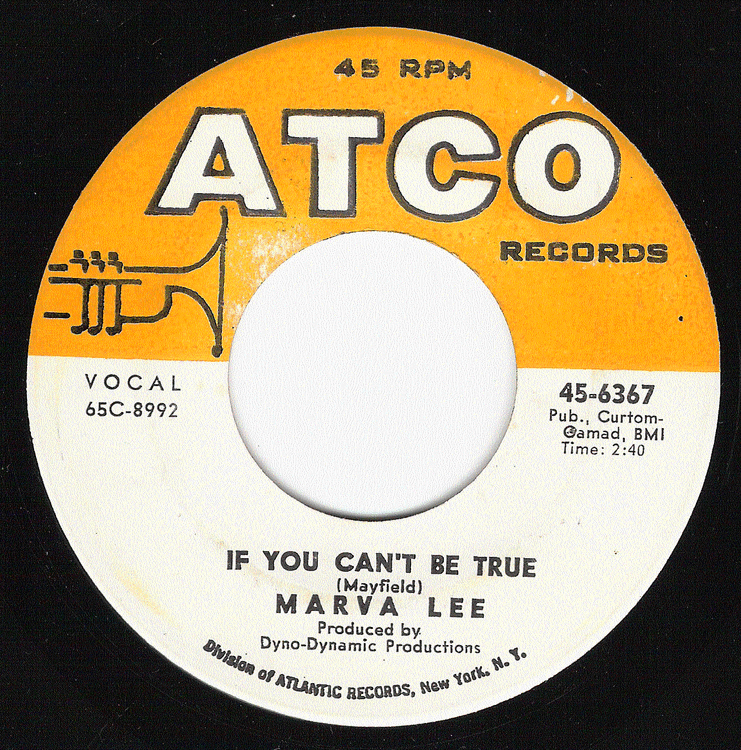 45 RPM
ATCO
RECORDS
VOCAL
65C-8992
45-6367
Pub., Curtom-
Gamad, BMI
Time: 2:40
IF YOU CAN'T BE TRUE
(Mayfield)
MARVA LEE
Produced by
Dyno-Dynamic Productions
Division of ATLANTIC RECORDS, New York, N. Y.